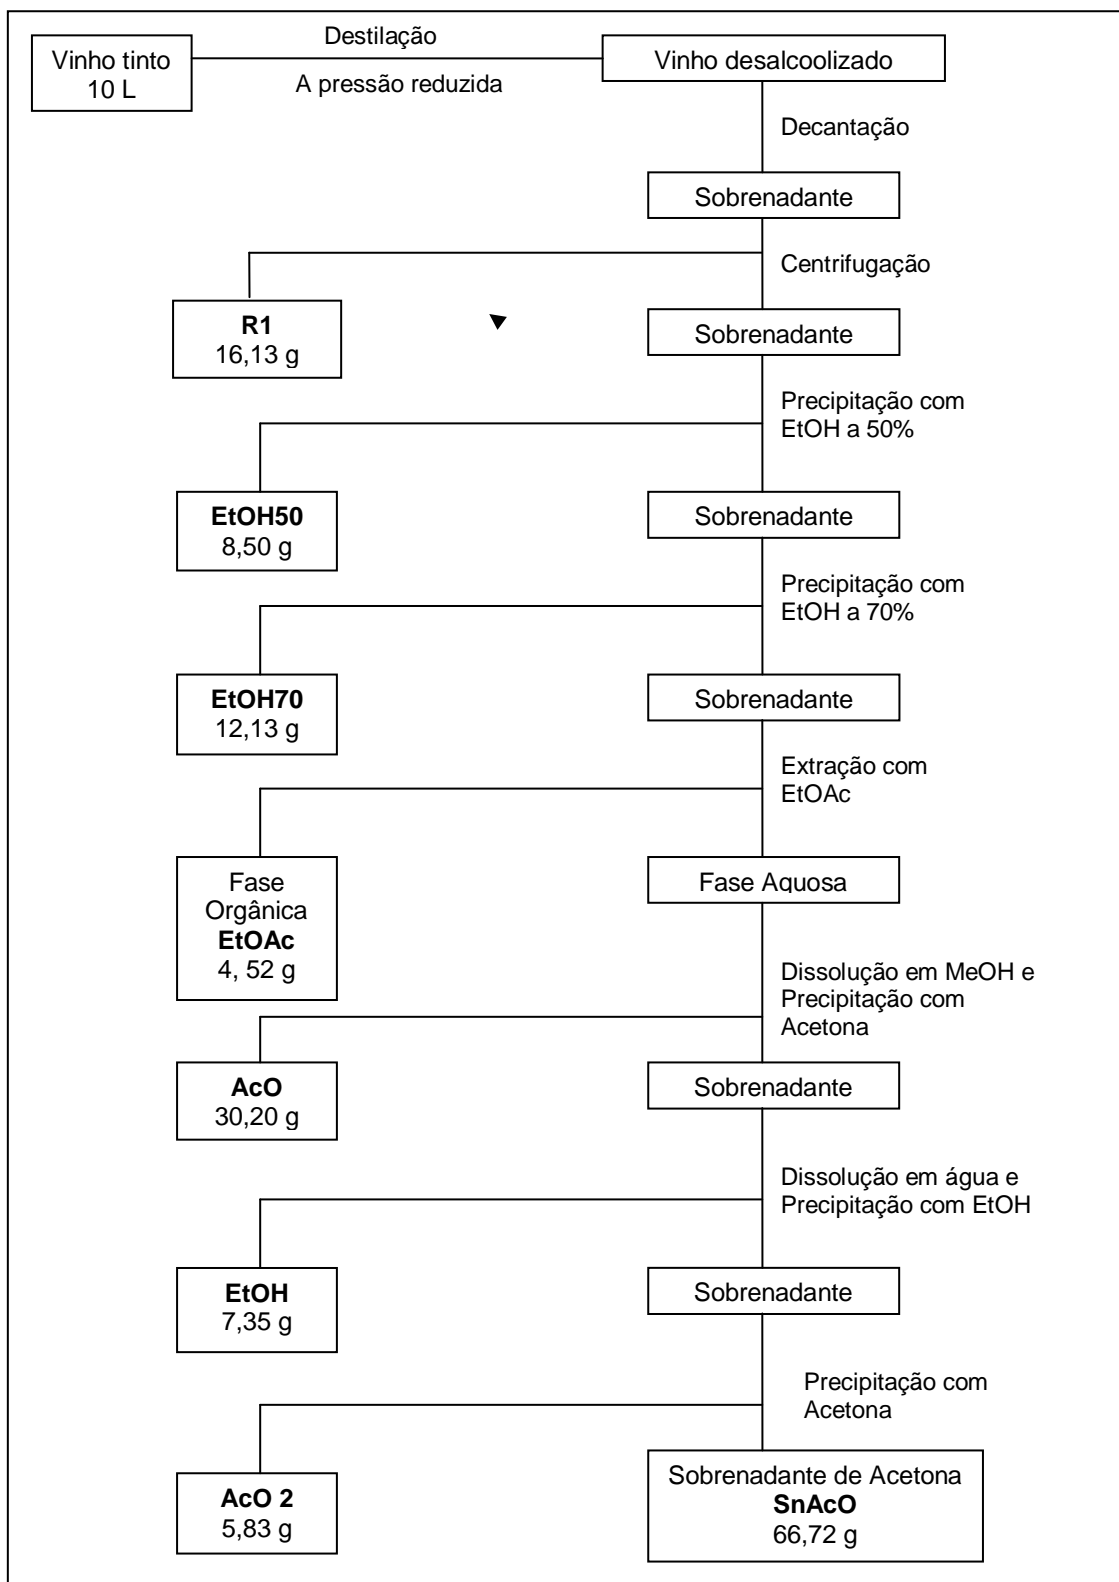 Destilação
Vinho tinto
10 L
Vinho desalcoolizado
A pressão reduzida
Decantação
Sobrenadante
Centrifugação
R1
16,13 g
Sobrenadante
Precipitação com
EtOH a 50%
EtOH50
8,50 g
Sobrenadante
Precipitação com
EtOH a 70%
EtOH70
12,13 g
Sobrenadante
Extração com
EtOAc
Fase
Orgânica
EtOAc
4, 52 g
Fase Aquosa
Dissolução em MeOH e
Precipitação com
Acetona
AcO
30,20 g
Sobrenadante
Dissolução em água e
Precipitação com EtOH
EtOH
7,35 g
Sobrenadante
Precipitação com
Acetona
AcO 2
5,83 g
Sobrenadante de Acetona
SnAcO
66,72 g